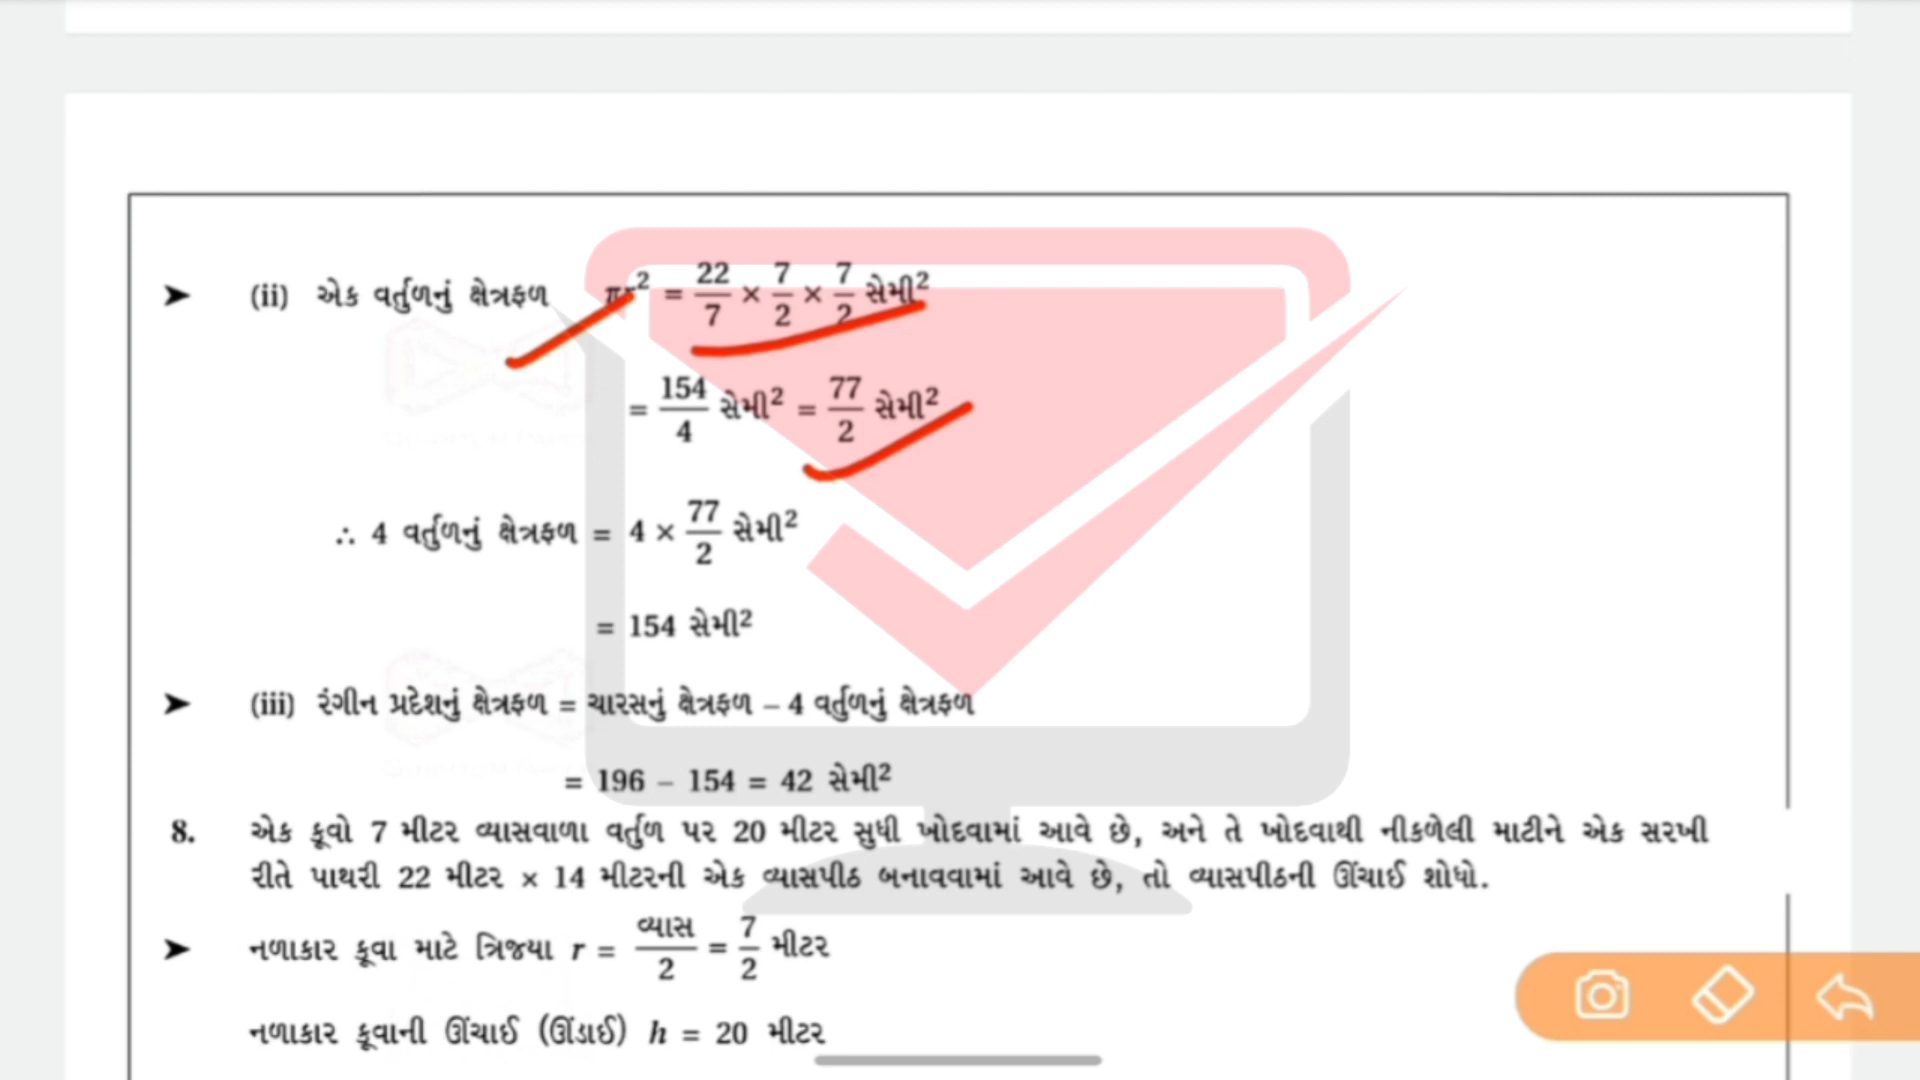 ➤ (ii) એક વર્તુળનું ક્ષેત્રફળ πr² = 22/7 × 7/2 × 7/2 સેમી²
= 154/4 સેમી² = 77/2 સેમી²
∴ 4 વર્તુળનું ક્ષેત્રફળ = 4 × 77/2 સેમી²
= 154 સેમી²
➤ (iii) રંગીન પ્રદેશનું ક્ષેત્રફળ = ચારસનું ક્ષેત્રફળ – 4 વર્તુળનું ક્ષેત્રફળ
= 196 – 154 = 42 સેમી²
8. એક કૂવો 7 મીટર વ્યાસવાળા વર્તુળ પર 20 મીટર સુધી ખોદવામાં આવે છે, અને તે ખોદવાથી નીકળેલી માટીને એક સરખી
રીતે પાથરી 22 મીટર × 14 મીટરની એક વ્યાસપીઠ બનાવવામાં આવે છે, તો વ્યાસપીઠની ઊંચાઈ શોધો.
➤ નળાકાર કૂવા માટે ત્રિજયા r = વ્યાસ/2 = 7/2 મીટર
નળાકાર કૂવાની ઊંચાઈ (ઊંડાઈ) h = 20 મીટર